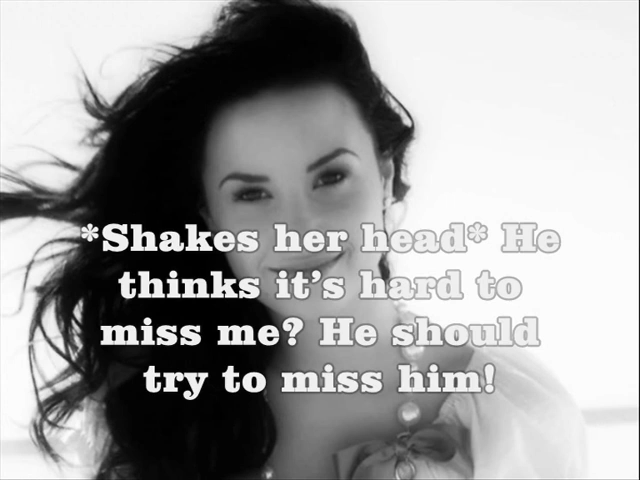 *Shakes her head* He
thinks it's hard to
miss me? He should
try to miss him!